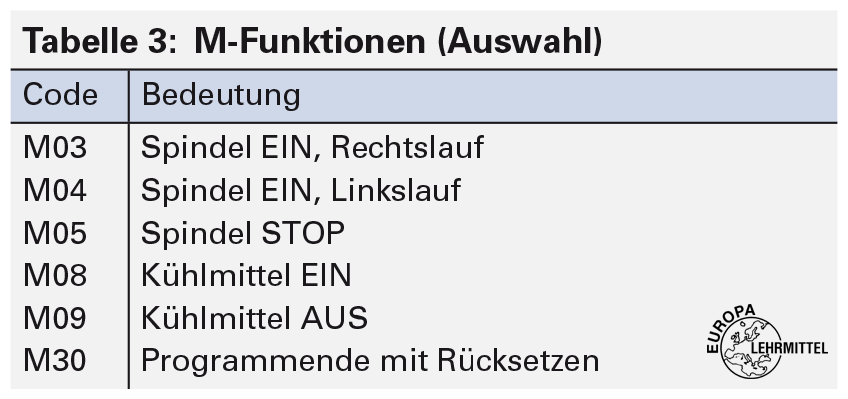 Tabelle 3: M-Funktionen (Auswahl)
Code Bedeutung
M03 Spindel EIN, Rechtslauf
M04 Spindel EIN, Linkslauf
M05 Spindel STOP
M08 Kühlmittel EIN
M09 Kühlmittel AUS
M30 Programmende mit Rücksetzen
EUROPA
LEHRMITTEL